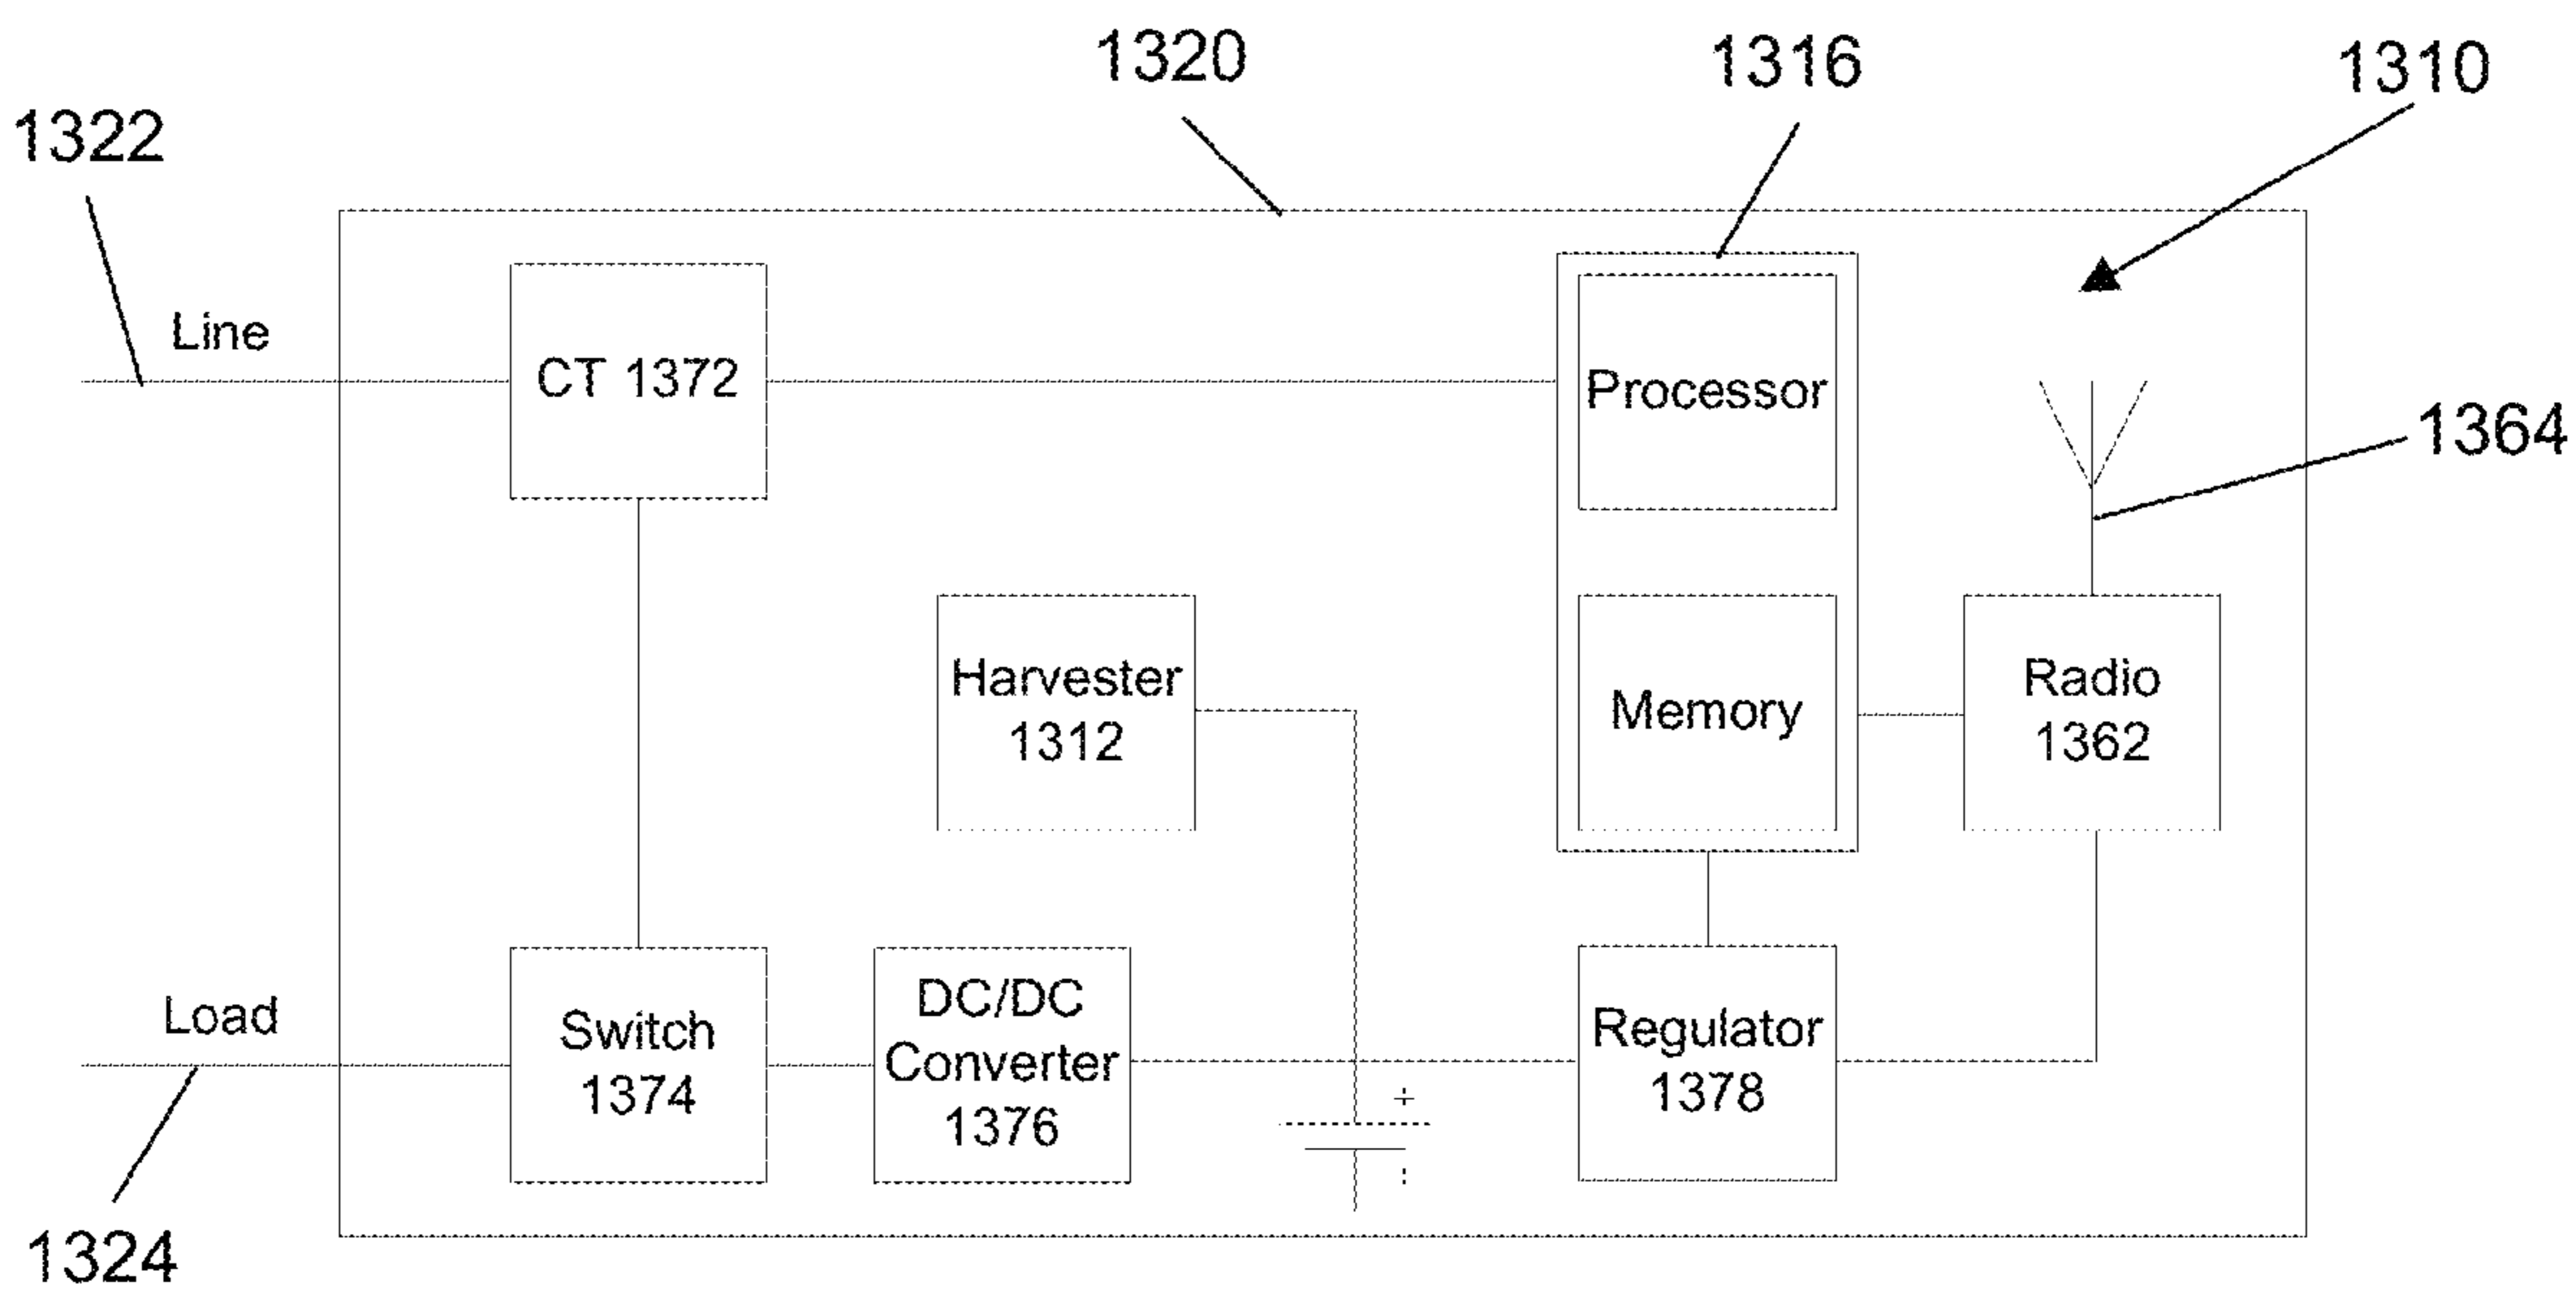 1320
1316
1310
1322
Line
CT 1372
Processor
1364
Harvester
1312
Memory
Radio
1362
Load
Switch
1374
DC/DC
Converter
1376
+
-
Regulator
1378
1324